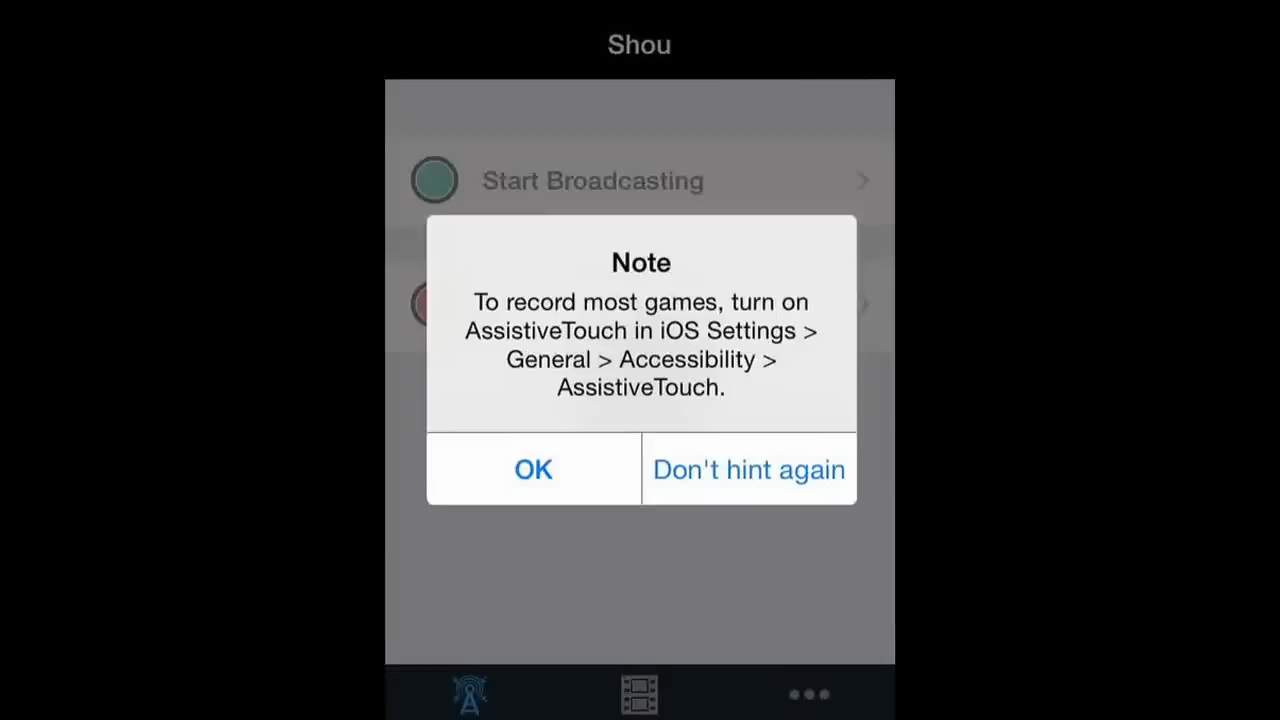 Shou
Start Broadcasting
Note
To record most games, turn on
AssistiveTouch in iOS Settings >
General > Accessibility >
AssistiveTouch.
OK
Don't hint again